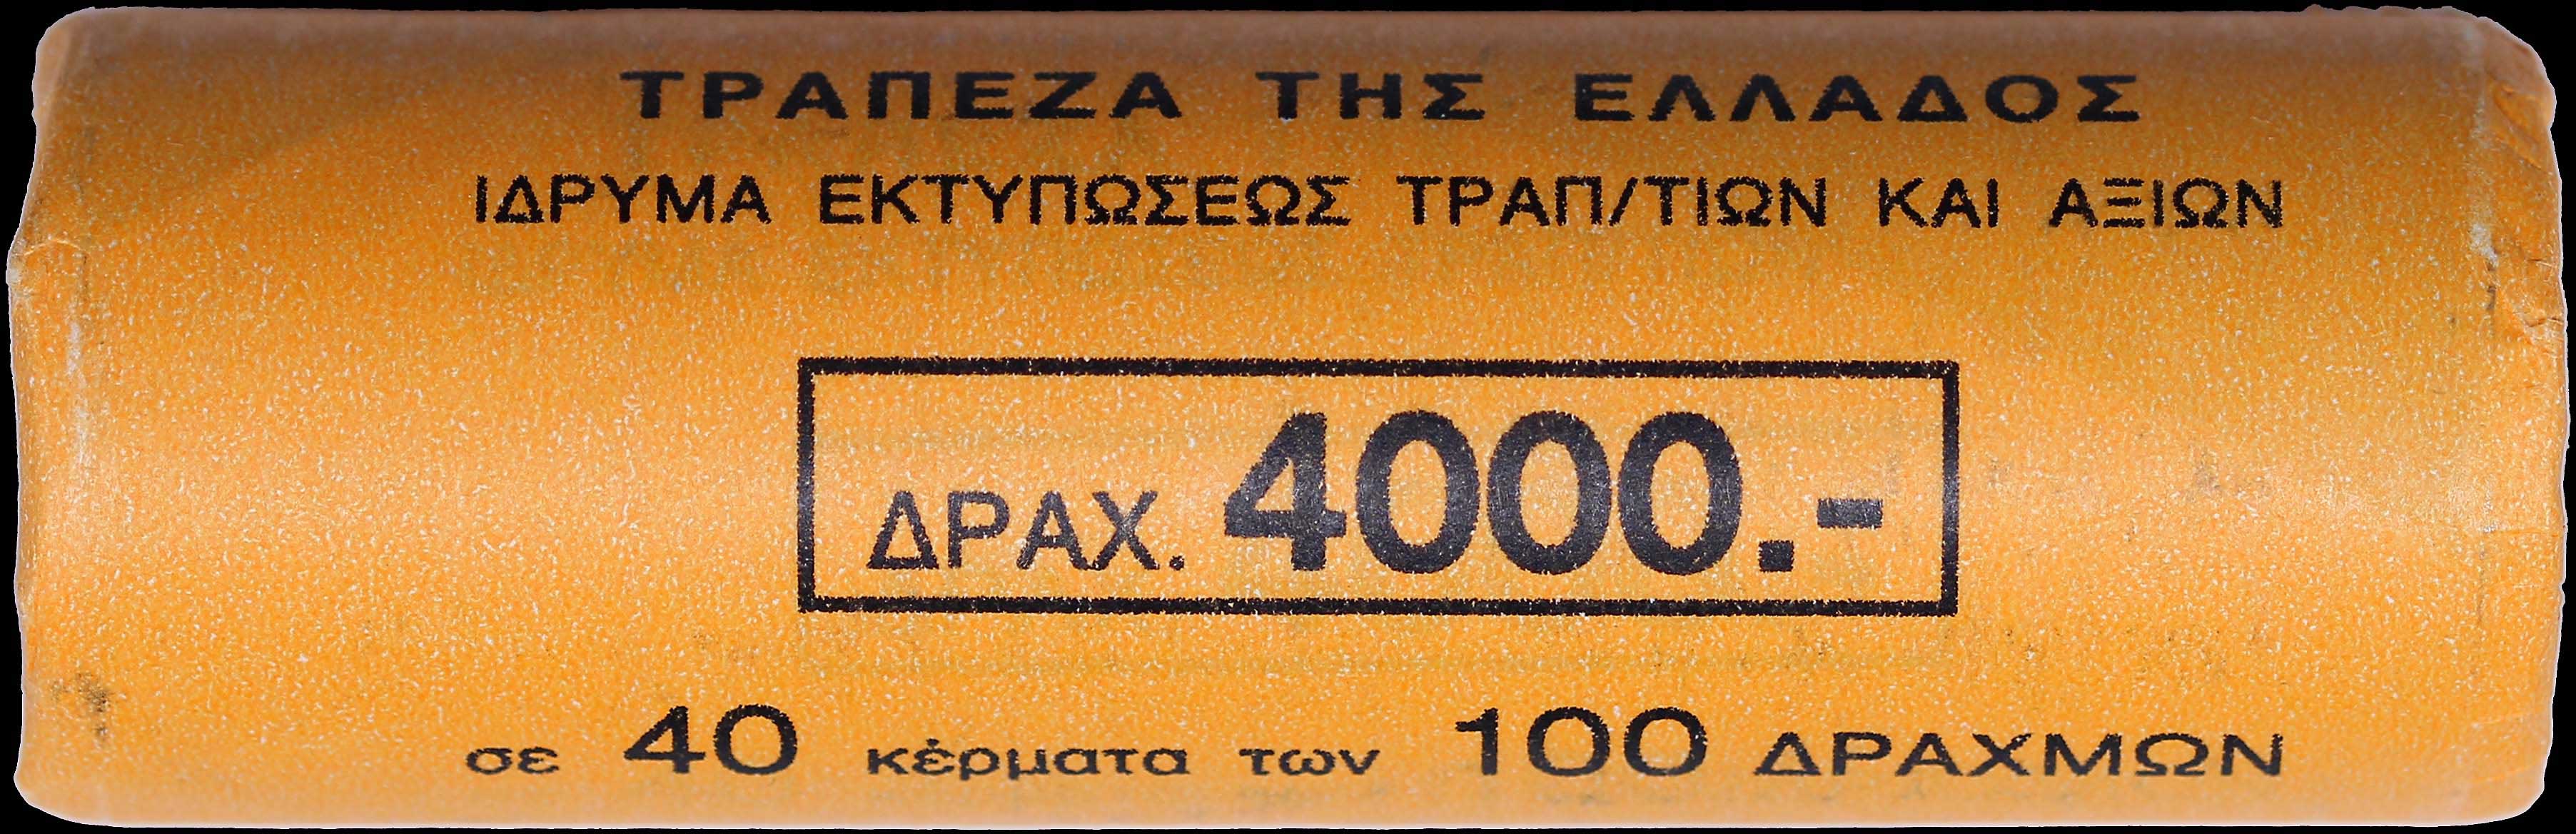 ΤΡΑΠΕΖΑ ΤΗΣ ΕΛΛΑΔΟΣ
ΙΔΡΥΜΑ ΕΚΤΥΠΩΣΕΩΣ ΤΡΑΠ/ΤΙΩΝ ΚΑΙ ΑΞΙΩΝ
ΔΡΑΧ. 4000.-
σε 40 κέρματα των 100 ΔΡΑΧΜΩΝ